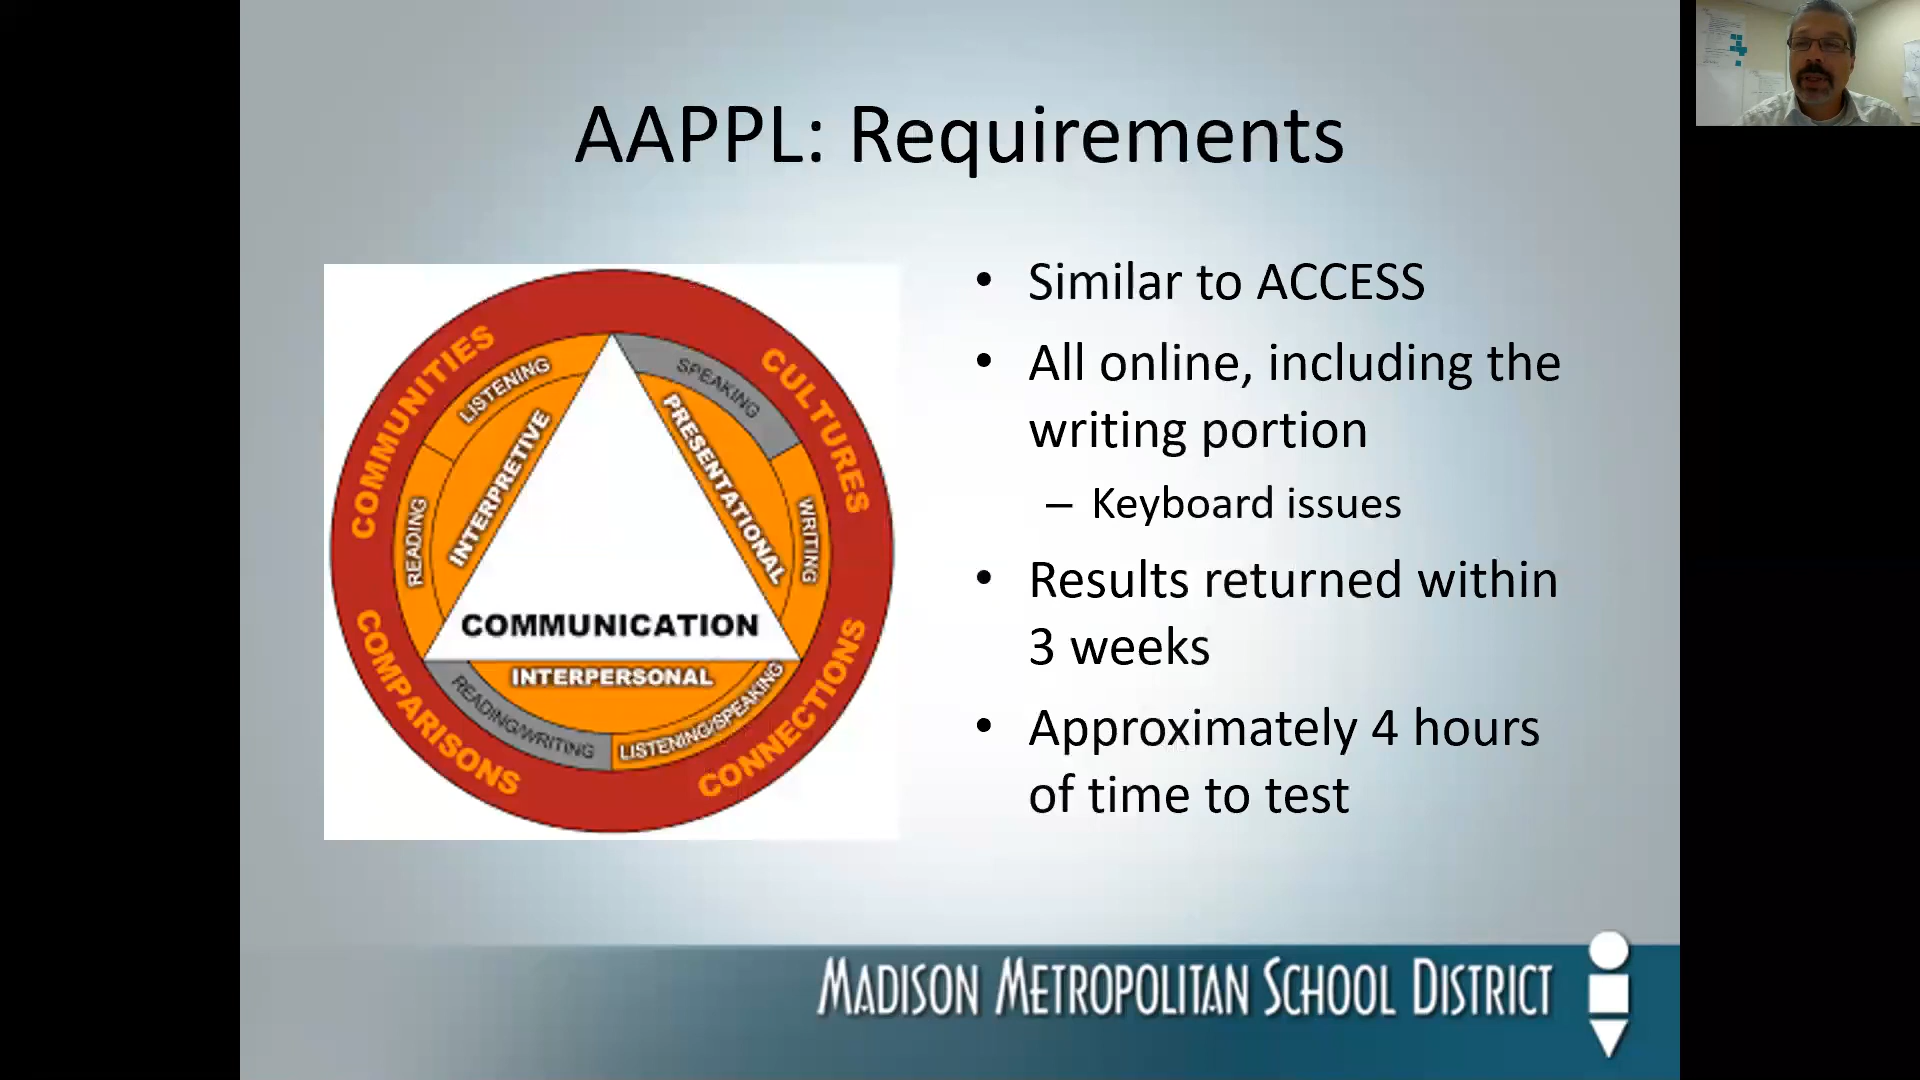 AAPPL: Requirements
COMMUNITIES
CULTURES
COMPARISONS
CONNECTIONS
LISTENING
READING
INTERPRETIVE
SPEAKING
WRITING
PRESENTATIONAL
COMMUNICATION
INTERPERSONAL
READING/WRITING
LISTENING/SPEAKING
• Similar to ACCESS
• All online, including the
writing portion
– Keyboard issues
• Results returned within
3 weeks
• Approximately 4 hours
of time to test
MADISON METROPOLITAN SCHOOL DISTRICT